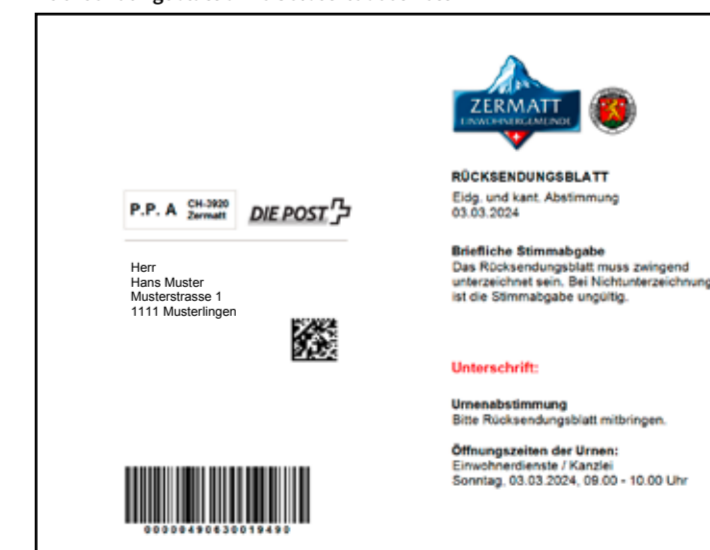 ZERMATT
EINWOHNERGEMEINDE
RÜCKSENDUNGSBLATT
Eidg. und kant. Abstimmung
03.03.2024
P.P. A
CH-3920
Zermatt
DIE POST
Briefliche Stimmabgabe
Das Rücksendungsblatt muss zwingend
unterzeichnet sein. Bei Nichtunterzeichnung
ist die Stimmabgabe ungültig.
Herr
Hans Muster
Musterstrasse 1
1111 Musterlingen
Unterschrift:
Urnenabstimmung
Bitte Rücksendungsblatt mitbringen.
Öffnungszeiten der Urnen:
Einwohnerdienste / Kanzlei
Sonntag, 03.03.2024, 09.00 - 10.00 Uhr
00000490630019490